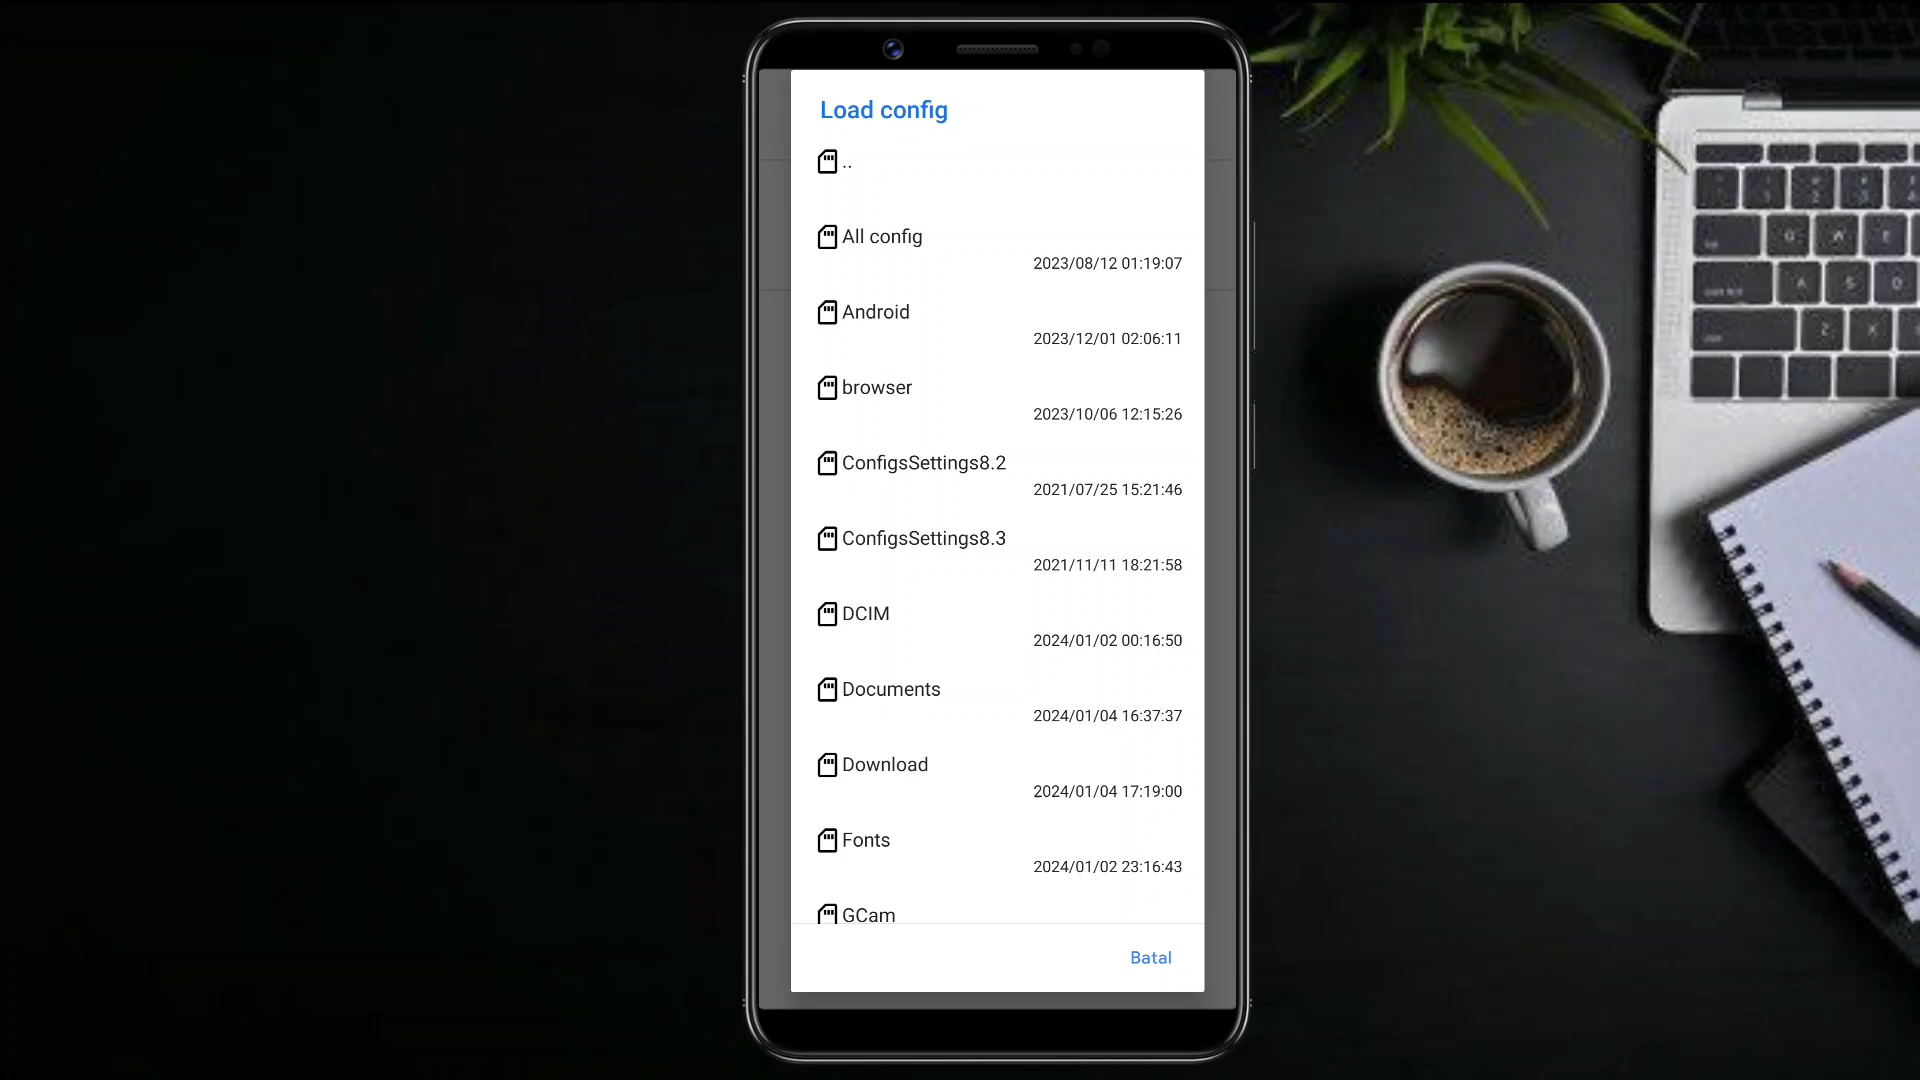 Load config
..
All config
2023/08/12 01:19:07
Android
2023/12/01 02:06:11
browser
2023/10/06 12:15:26
ConfigsSettings8.2
2021/07/25 15:21:46
ConfigsSettings8.3
2021/11/11 18:21:58
DCIM
2024/01/02 00:16:50
Documents
2024/01/04 16:37:37
Download
2024/01/04 17:19:00
Fonts
2024/01/02 23:16:43
GCam
Batal
Q W E
A S D
Z X